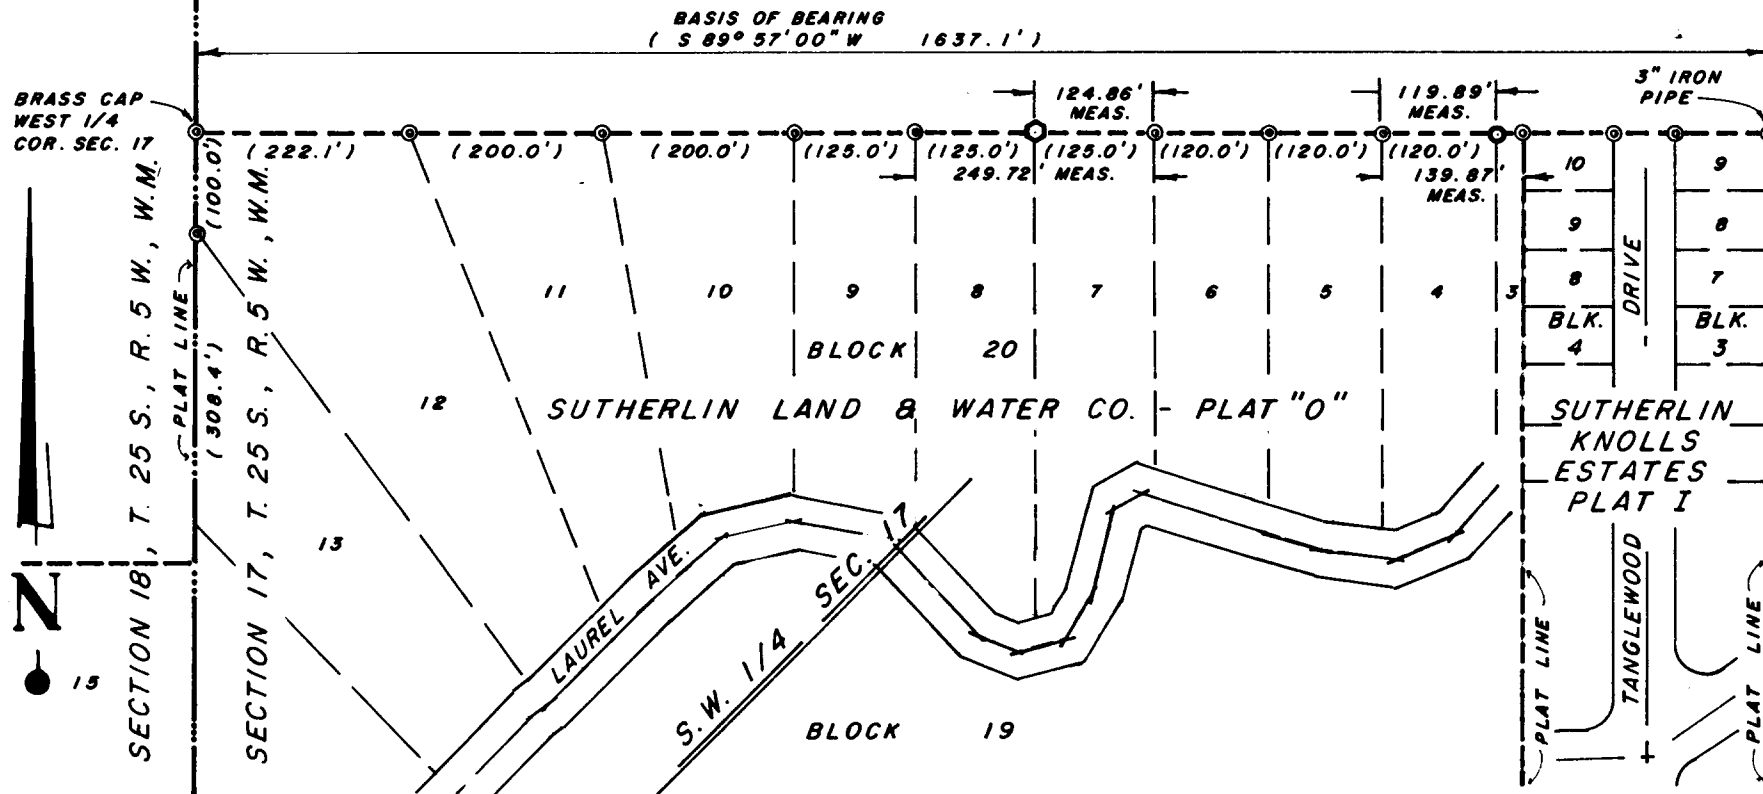 BASIS OF BEARING
( S 89° 57' 00" W 1637.1' )
BRASS CAP
WEST 1/4
COR. SEC. 17
124.86'
MEAS.
119.89'
MEAS.
3" IRON
PIPE
(222.1')
(200.0')
(200.0')
(125.0')
(125.0')
(125.0')
(120.0')
(120.0')
(120.0')
249.72' MEAS.
139.87'
MEAS.
(100.0')
(308.4')
PLAT LINE
SECTION 18, T. 25 S., R. 5 W., W.M.
SECTION 17, T. 25 S., R. 5 W., W.M.
10
9
9
8
8
7
BLK.
4
BLK.
3
11
10
9
8
7
6
5
4
3
BLOCK 20
12
SUTHERLIN LAND & WATER CO. - PLAT "O"
SUTHERLIN
KNOLLS
ESTATES
PLAT I
13
LAUREL AVE.
S.W. 1/4 SEC. 17
N
15
BLOCK 19
PLAT LINE
TANGLEWOOD - DRIVE
PLAT LINE